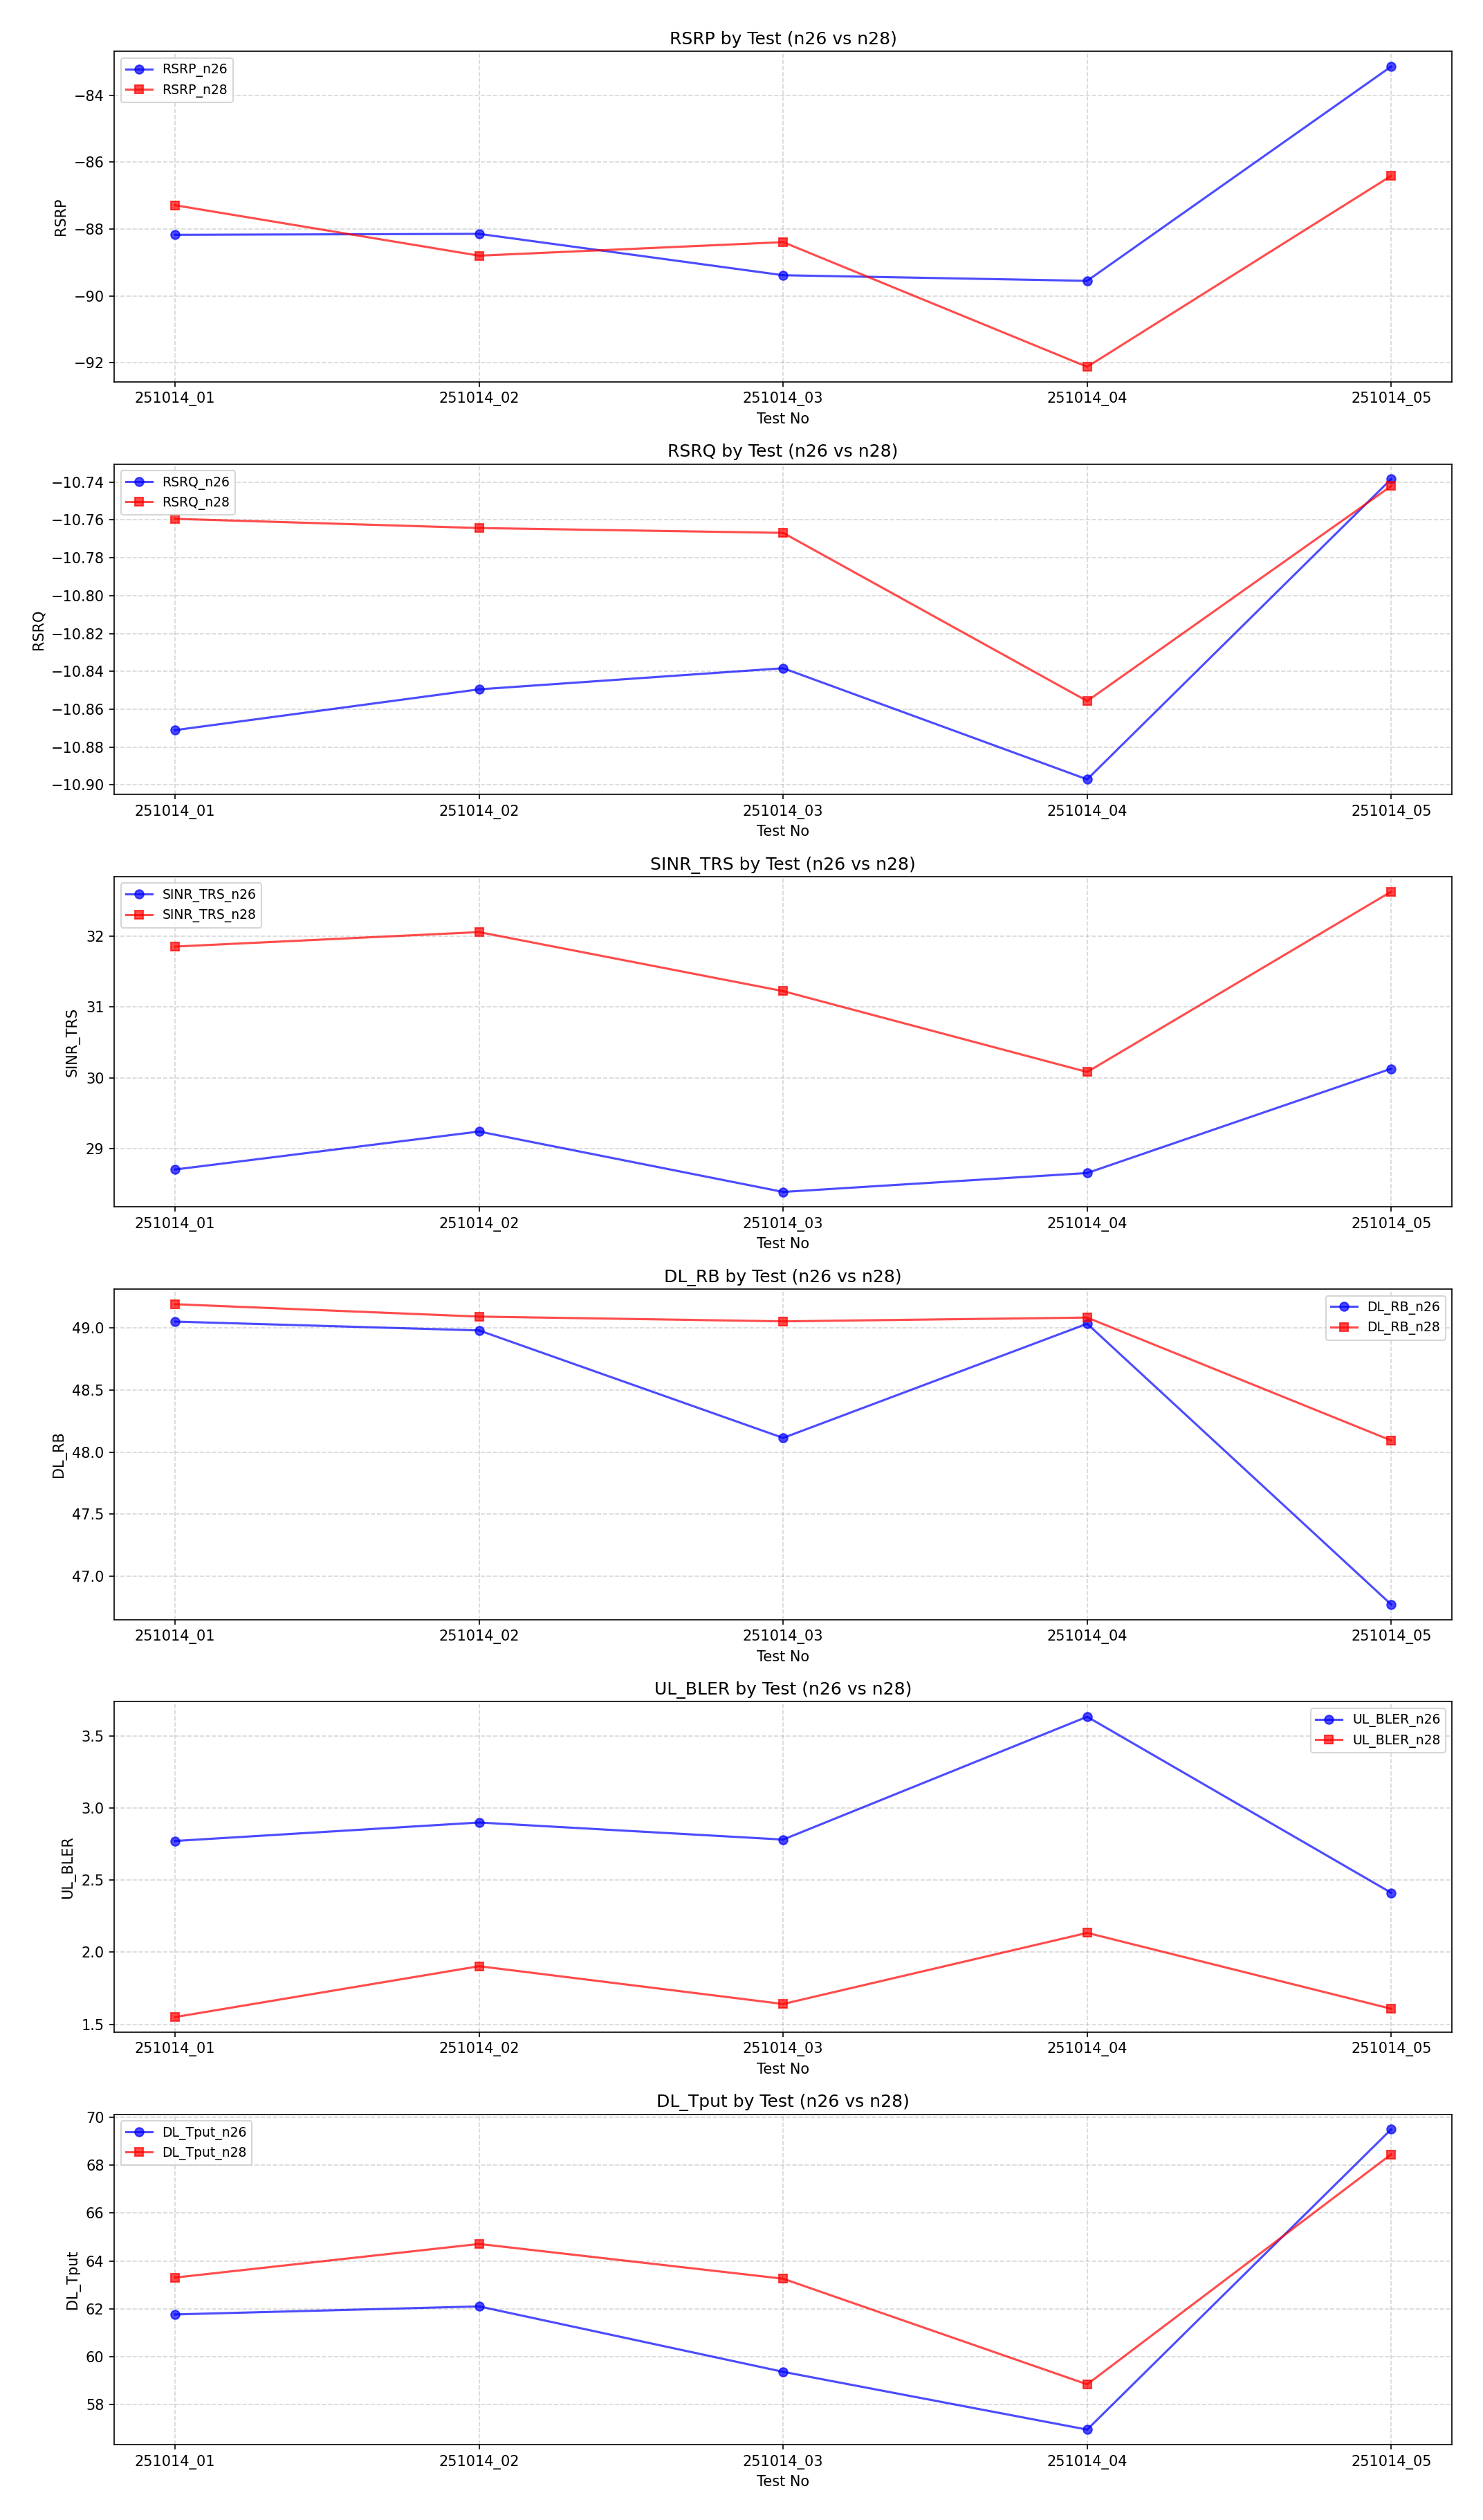 RSRP by Test (n26 vs n28)
RSRP_n26
RSRP_n28
−84
−86
−88
−90
−92
RSRP
251014_01 251014_02 251014_03 251014_04 251014_05
Test No
RSRQ by Test (n26 vs n28)
RSRQ_n26
RSRQ_n28
−10.74
−10.76
−10.78
−10.80
−10.82
−10.84
−10.86
−10.88
−10.90
RSRQ
251014_01 251014_02 251014_03 251014_04 251014_05
Test No
SINR_TRS by Test (n26 vs n28)
SINR_TRS_n26
SINR_TRS_n28
32
31
30
29
SINR_TRS
251014_01 251014_02 251014_03 251014_04 251014_05
Test No
DL_RB by Test (n26 vs n28)
DL_RB_n26
DL_RB_n28
49.0
48.5
48.0
47.5
47.0
DL_RB
251014_01 251014_02 251014_03 251014_04 251014_05
Test No
UL_BLER by Test (n26 vs n28)
UL_BLER_n26
UL_BLER_n28
3.5
3.0
2.5
2.0
1.5
UL_BLER
251014_01 251014_02 251014_03 251014_04 251014_05
Test No
DL_Tput by Test (n26 vs n28)
DL_Tput_n26
DL_Tput_n28
70
68
66
64
62
60
58
DL_Tput
251014_01 251014_02 251014_03 251014_04 251014_05
Test No